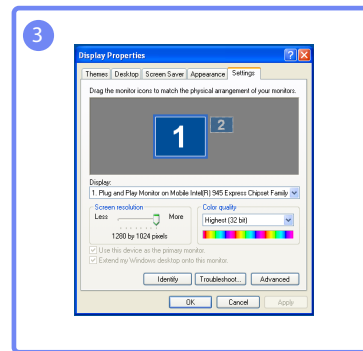 3
Display Properties
Themes Desktop Screen Saver Appearance Settings
Drag the monitor icons to match the physical arrangement of your monitors.
1 2
Display:
1. Plug and Play Monitor on Mobile Intel(R) 945 Express Chipset Family
Screen resolution Color quality
Less More Highest (32 bit)
1280 by 1024 pixels
Use this device as the primary monitor.
Extend my Windows desktop onto this monitor.
Identify Troubleshoot... Advanced
OK Cancel Apply